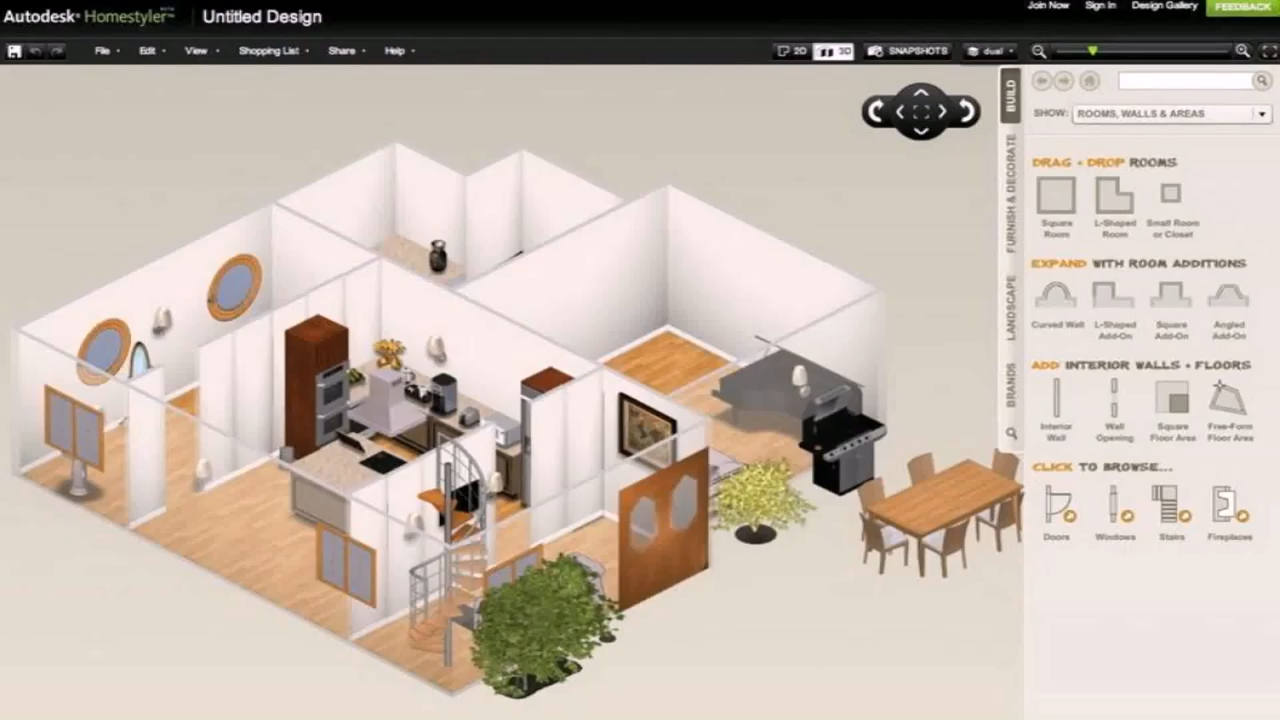 Autodesk® Homestyler™ BETA Untitled Design
Join Now Sign In Design Gallery FEEDBACK
File Edit View Shopping List Share Help
2D 3D SNAPSHOTS dual
BUILD
FURNISH & DECORATE
LANDSCAPE
BRANDS
SHOW: ROOMS, WALLS & AREAS
DRAG + DROP ROOMS
Square Room
L-Shaped Room
Small Room or Closet
EXPAND WITH ROOM ADDITIONS
Curved Wall
L-Shaped Add-On
Square Add-On
Angled Add-On
ADD INTERIOR WALLS + FLOORS
Interior Wall
Wall Opening
Square Floor Area
Free-Form Floor Area
CLICK TO BROWSE...
Doors Windows Stairs Fireplaces